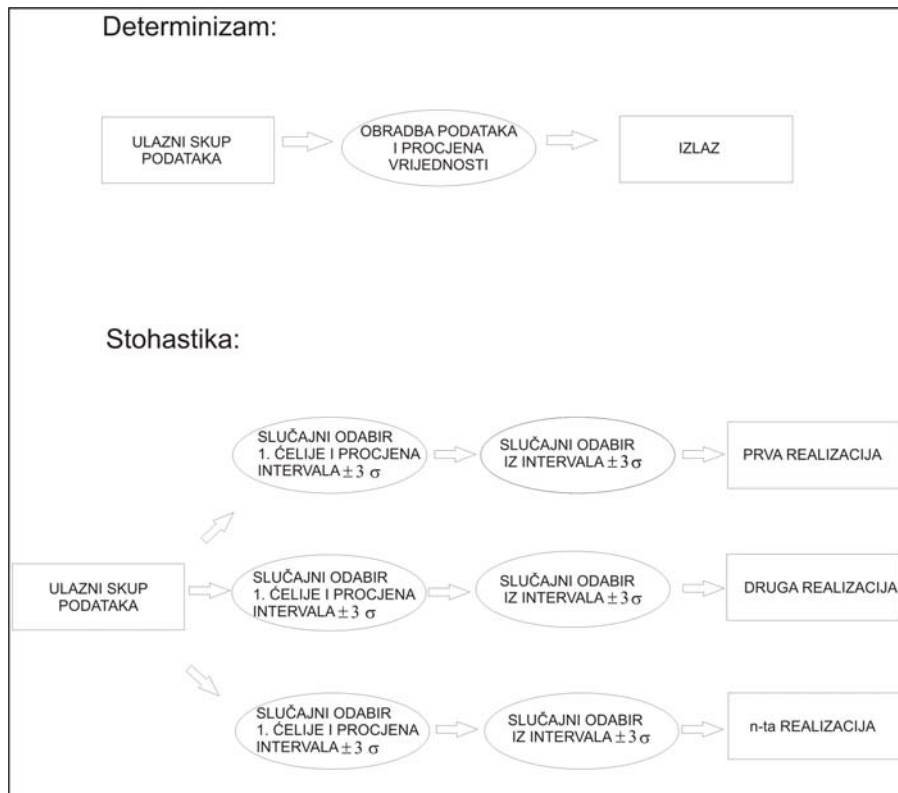 Determinizam:
ULAZNI SKUP
PODATAKA
OBRADBA PODATAKA
I PROCJENA
VRIJEDNOSTI
IZLAZ
Stohastika:
ULAZNI SKUP
PODATAKA
SLUČAJNI ODABIR
1. ĆELIJE I PROCJENA
INTERVALA ±3 σ
SLUČAJNI ODABIR
IZ INTERVALA ±3 σ
PRVA REALIZACIJA
SLUČAJNI ODABIR
1. ĆELIJE I PROCJENA
INTERVALA ±3 σ
SLUČAJNI ODABIR
IZ INTERVALA ±3 σ
DRUGA REALIZACIJA
SLUČAJNI ODABIR
1. ĆELIJE I PROCJENA
INTERVALA ±3 σ
SLUČAJNI ODABIR
IZ INTERVALA ±3 σ
n-ta REALIZACIJA